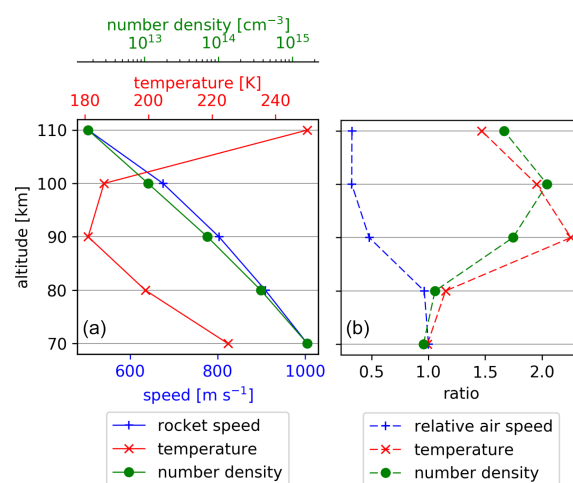 number density [cm⁻³]
10¹³ 10¹⁴ 10¹⁵
temperature [K]
180 200 220 240
110
100
90
80
70
altitude [km]
(a)
600 800 1000
speed [m s⁻¹]
rocket speed
temperature
number density
(b)
0.5 1.0 1.5 2.0
ratio
relative air speed
temperature
number density